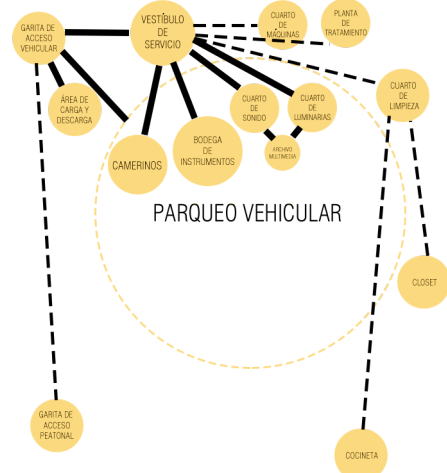 GARITA DE
ACCESO
VEHICULAR
VESTÍBULO
DE
SERVICIO
CUARTO
DE
MÁQUINAS
PLANTA
DE
TRATAMIENTO
ÁREA DE
CARGA Y
DESCARGA
CUARTO
DE
SONIDO
CUARTO
DE
LUMINARIAS
CUARTO
DE
LIMPIEZA
CAMERINOS
BODEGA
DE
INSTRUMENTOS
ARCHIVO
MULTIMEDIA
PARQUEO VEHICULAR
CLOSET
GARITA DE
ACCESO
PEATONAL
COCINETA